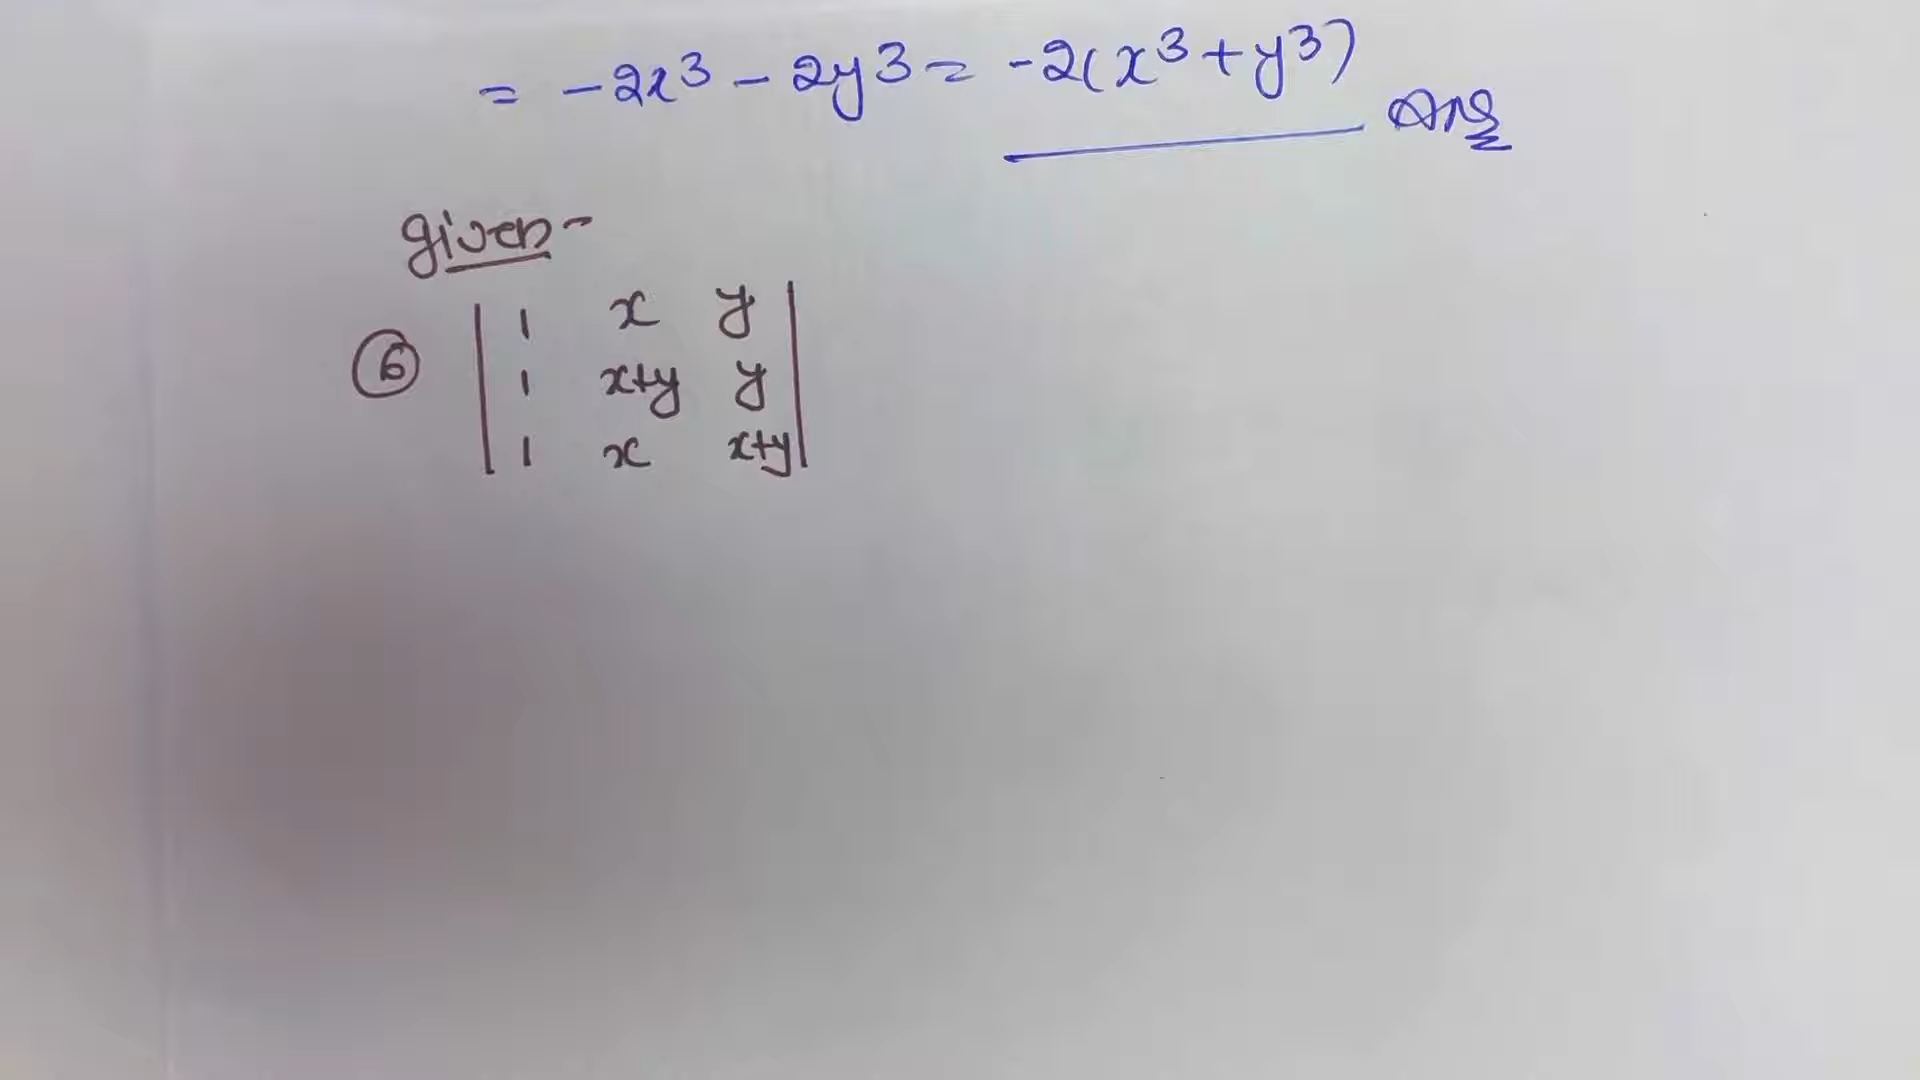 = -2x³ - 2y³ = -2(x³+y³) Ans
given-
⑥ | 1 x y |
| 1 x+y y |
| 1 x x+y |